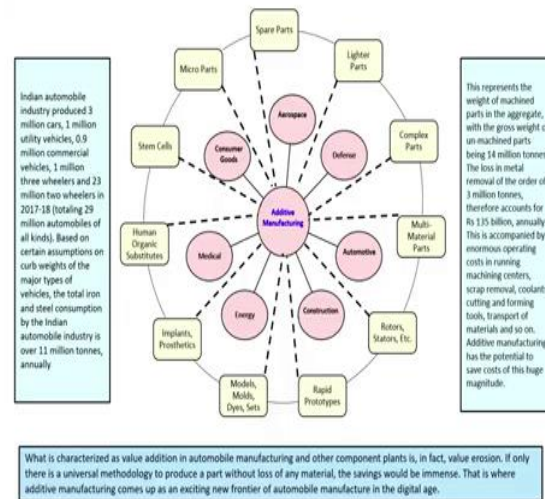 Spare Parts
Micro Parts
Lighter
Parts
Aerospace
Consumer
Goods
Defense
Stem Cells
Complex
Parts
Additive
Manufacturing
Human
Organic
Substitutes
Multi-
Material
Parts
Medical
Automotive
Energy
Construction
Implants,
Prosthetics
Rotors,
Stators, Etc.
Models,
Molds,
Dyes, Sets
Rapid
Prototypes
Indian automobile
industry produced 3
million cars, 1 million
utility vehicles, 0.9
million commercial
vehicles, 1 million
three wheelers and 23
million two wheelers in
2017-18 (totaling 29
million automobiles of
all kinds). Based on
certain assumptions on
curb weights of the
major types of
vehicles, the total iron
and steel consumption
by the Indian
automobile industry is
over 11 million tonnes,
annually
This represents the
weight of machined
parts in the aggregate,
with the gross weight o
un-machined parts
being 14 million tonnes
The loss in metal
removal of the order of
3 million tonnes,
therefore accounts for
Rs 135 billion, annually
This is accompanied by
enormous operating
costs in running
machining centers,
scrap removal, coolants
cutting and forming
tools, transport of
materials and so on.
Additive manufacturing
has the potential to
save costs of this huge
magnitude.
What is characterized as value addition in automobile manufacturing and other component plants is, in fact, value erosion. If only
there is a universal methodology to produce a part without loss of any material, the savings would be immense. That is where
additive manufacturing comes up as an exciting new frontier of automobile manufacture in the digital age.